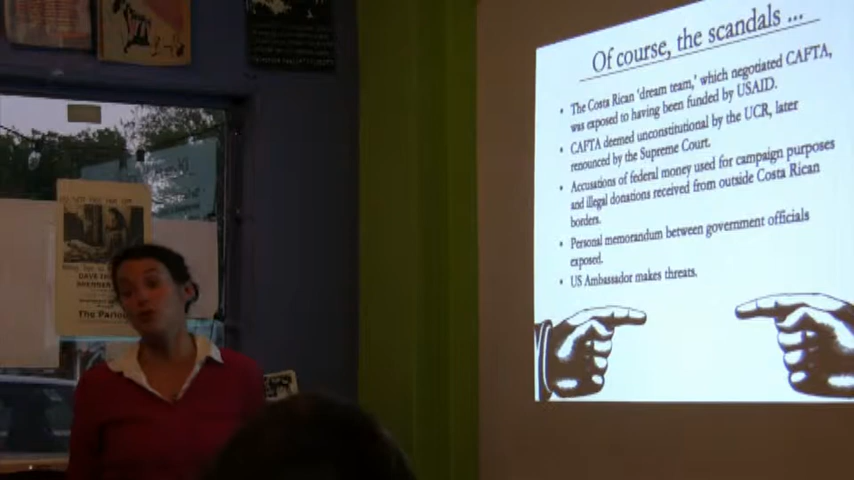 Of course, the scandals ...
• The Costa Rican 'dream team,' which negotiated CAFTA,
was exposed to having been funded by USAID.
• CAFTA deemed unconstitutional by the UCR, later
renounced by the Supreme Court.
• Accusations of federal money used for campaign purposes
and illegal donations received from outside Costa Rican
borders.
• Personal memorandum between government officials
exposed.
• US Ambassador makes threats.
The Parlor